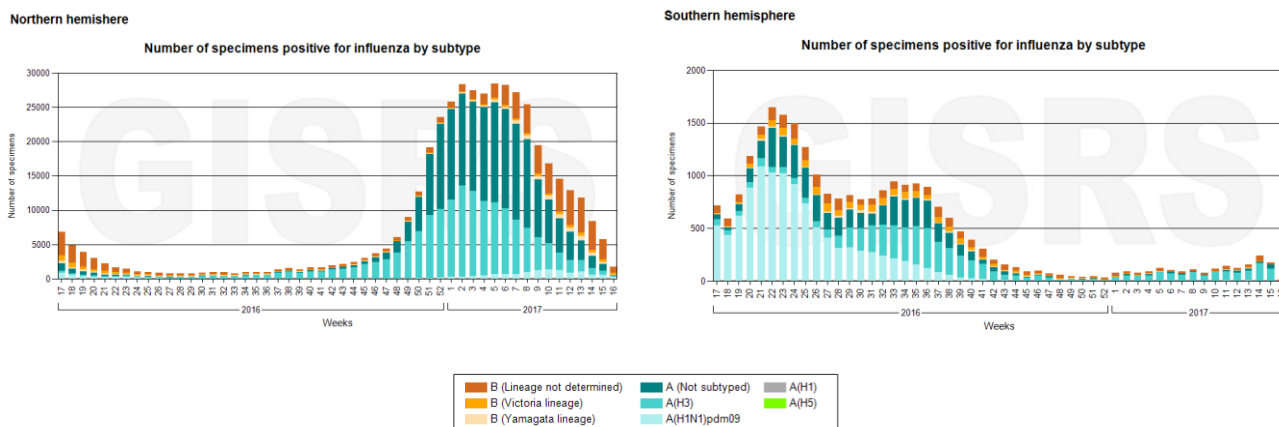 Northern hemishere
Southern hemisphere
Number of specimens positive for influenza by subtype
Number of specimens positive for influenza by subtype
GISRS
GISRS
Number of specimens
30000
25000
20000
15000
10000
5000
0
17 18 19 20 21 22 23 24 25 26 27 28 29 30 31 32 33 34 35 36 37 38 39 40 41 42 43 44 45 46 47 48 49 50 51 52 1 2 3 4 5 6 7 8 9 10 11 12 13 14 15 16
2016 2017
Weeks
Number of specimens
2000
1500
1000
500
0
17 18 19 20 21 22 23 24 25 26 27 28 29 30 31 32 33 34 35 36 37 38 39 40 41 42 43 44 45 46 47 48 49 50 51 52 1 2 3 4 5 6 7 8 9 10 11 12 13 14 15
2016 2017
Weeks
B (Lineage not determined) A (Not subtyped) A(H1)
B (Victoria lineage) A(H3) A(H5)
B (Yamagata lineage) A(H1N1)pdm09